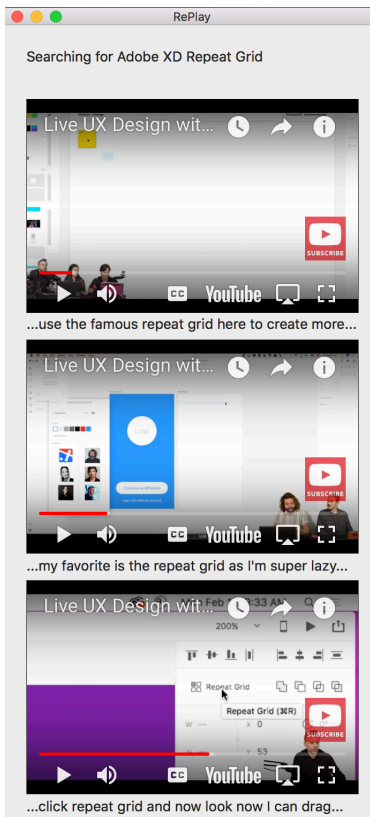 RePlay
Searching for Adobe XD Repeat Grid
Live UX Design wit...
SUBSCRIBE
CC YouTube
...use the famous repeat grid here to create more...
Live UX Design wit...
Logo
SUBSCRIBE
CC YouTube
...my favorite is the repeat grid as I'm super lazy...
Live UX Design wit...
200%
Repeat Grid
Repeat Grid (⌘R)
W X 0
SUBSCRIBE
Y 53
CC YouTube
...click repeat grid and now look now I can drag...